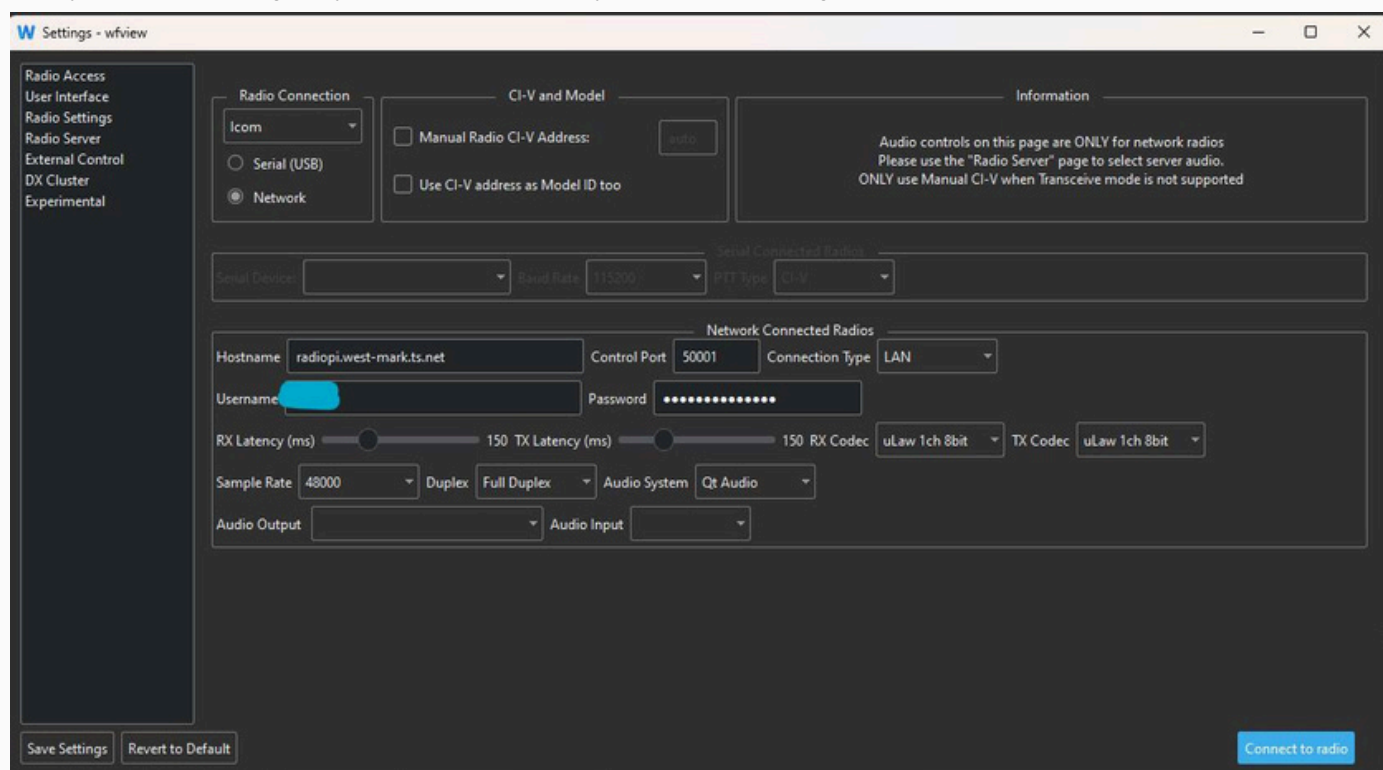 W Settings - wfview
Radio Access
User Interface
Radio Settings
Radio Server
External Control
DX Cluster
Experimental
Radio Connection
Icom
Serial (USB)
Network
CI-V and Model
Manual Radio CI-V Address: auto
Use CI-V address as Model ID too
Information
Audio controls on this page are ONLY for network radios
Please use the "Radio Server" page to select server audio.
ONLY use Manual CI-V when Transceive mode is not supported
Serial Connected Radios
Serial Device: Baud Rate 115200 PTT Type CI-V
Network Connected Radios
Hostname radiopi.west-mark.ts.net Control Port 50001 Connection Type LAN
Username Password ••••••••••••••
RX Latency (ms) 150 TX Latency (ms) 150 RX Codec uLaw 1ch 8bit TX Codec uLaw 1ch 8bit
Sample Rate 48000 Duplex Full Duplex Audio System Qt Audio
Audio Output Audio Input
Save Settings Revert to Default Connect to radio